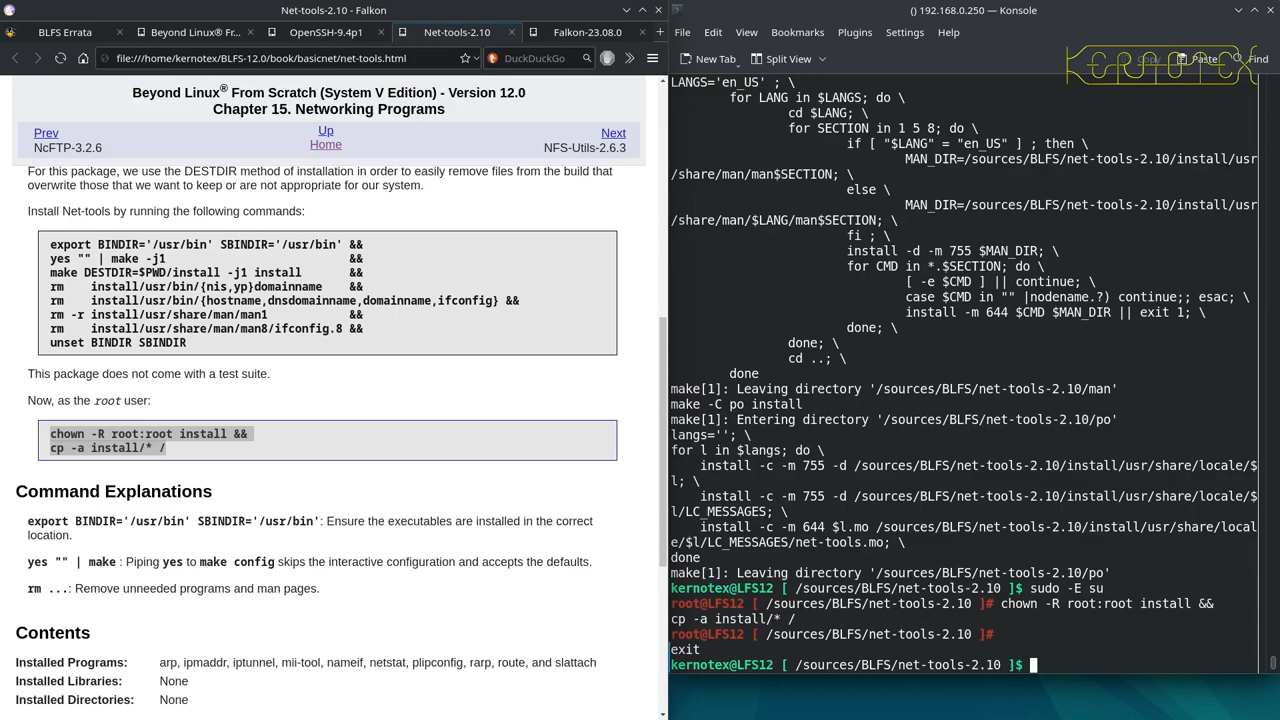 Net-tools-2.10 - Falkon
BLFS Errata
Beyond Linux® Fr...
OpenSSH-9.4p1
Net-tools-2.10
Falkon-23.08.0
file:///home/kernotex/BLFS-12.0/book/basicnet/net-tools.html
DuckDuckGo
Beyond Linux® From Scratch (System V Edition) - Version 12.0
Chapter 15. Networking Programs
Prev
Up
Next
NcFTP-3.2.6
Home
NFS-Utils-2.6.3
For this package, we use the DESTDIR method of installation in order to easily remove files from the build that
overwrite those that we want to keep or are not appropriate for our system.
Install Net-tools by running the following commands:
export BINDIR='/usr/bin' SBINDIR='/usr/bin' &&
yes "" | make -j1 &&
make DESTDIR=$PWD/install -j1 install &&
rm install/usr/bin/{nis,yp}domainname &&
rm install/usr/bin/{hostname,dnsdomainname,domainname,ifconfig} &&
rm -r install/usr/share/man/man1 &&
rm install/usr/share/man/man8/ifconfig.8 &&
unset BINDIR SBINDIR
This package does not come with a test suite.
Now, as the root user:
chown -R root:root install &&
cp -a install/* /
Command Explanations
export BINDIR='/usr/bin' SBINDIR='/usr/bin': Ensure the executables are installed in the correct
location.
yes "" | make : Piping yes to make config skips the interactive configuration and accepts the defaults.
rm ...: Remove unneeded programs and man pages.
Contents
Installed Programs: arp, ipmaddr, iptunnel, mii-tool, nameif, netstat, plipconfig, rarp, route, and slattach
Installed Libraries: None
Installed Directories: None
() 192.168.0.250 — Konsole
File Edit View Bookmarks Plugins Settings Help
New Tab Split View Copy Paste Find
KERNOTEX
LANGS='en_US' ; \
for LANG in $LANGS; do \
cd $LANG; \
for SECTION in 1 5 8; do \
if [ "$LANG" = "en_US" ] ; then \
MAN_DIR=/sources/BLFS/net-tools-2.10/install/usr
/share/man/man$SECTION; \
else \
MAN_DIR=/sources/BLFS/net-tools-2.10/install/usr
/share/man/$LANG/man$SECTION; \
fi ; \
install -d -m 755 $MAN_DIR; \
for CMD in *.$SECTION; do \
[ -e $CMD ] || continue; \
case $CMD in "" |nodename.?) continue;; esac; \
install -m 644 $CMD $MAN_DIR || exit 1; \
done; \
done; \
cd ..; \
done
make[1]: Leaving directory '/sources/BLFS/net-tools-2.10/man'
make -C po install
make[1]: Entering directory '/sources/BLFS/net-tools-2.10/po'
langs=''; \
for l in $langs; do \
install -c -m 755 -d /sources/BLFS/net-tools-2.10/install/usr/share/locale/$
l; \
install -c -m 755 -d /sources/BLFS/net-tools-2.10/install/usr/share/locale/$
l/LC_MESSAGES; \
install -c -m 644 $l.mo /sources/BLFS/net-tools-2.10/install/usr/share/local
e/$l/LC_MESSAGES/net-tools.mo; \
done
make[1]: Leaving directory '/sources/BLFS/net-tools-2.10/po'
kernotex@LFS12 [ /sources/BLFS/net-tools-2.10 ]$ sudo -E su
root@LFS12 [ /sources/BLFS/net-tools-2.10 ]# chown -R root:root install &&
cp -a install/* /
root@LFS12 [ /sources/BLFS/net-tools-2.10 ]#
exit
kernotex@LFS12 [ /sources/BLFS/net-tools-2.10 ]$